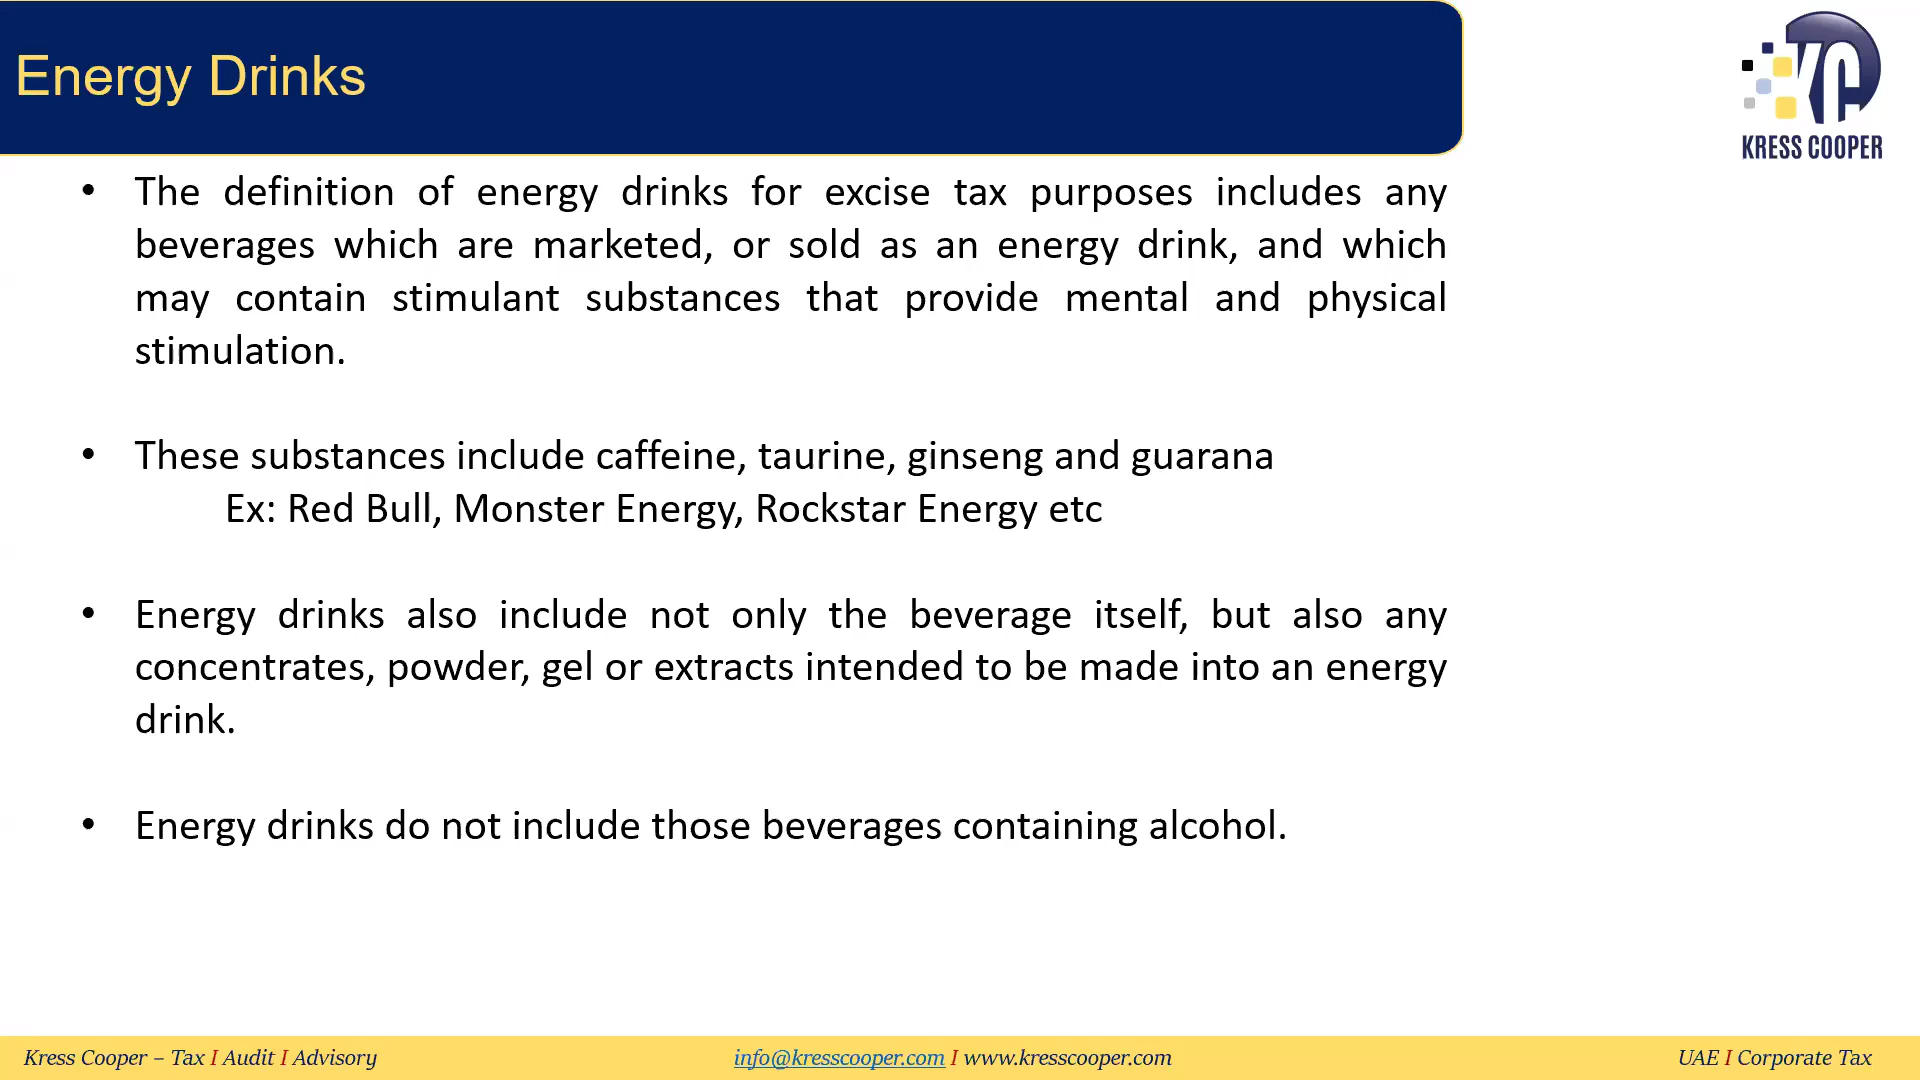 Energy Drinks
KRESS COOPER
• The definition of energy drinks for excise tax purposes includes any
beverages which are marketed, or sold as an energy drink, and which
may contain stimulant substances that provide mental and physical
stimulation.
• These substances include caffeine, taurine, ginseng and guarana
Ex: Red Bull, Monster Energy, Rockstar Energy etc
• Energy drinks also include not only the beverage itself, but also any
concentrates, powder, gel or extracts intended to be made into an energy
drink.
• Energy drinks do not include those beverages containing alcohol.
Kress Cooper – Tax I Audit I Advisory
info@kresscooper.com I www.kresscooper.com
UAE I Corporate Tax